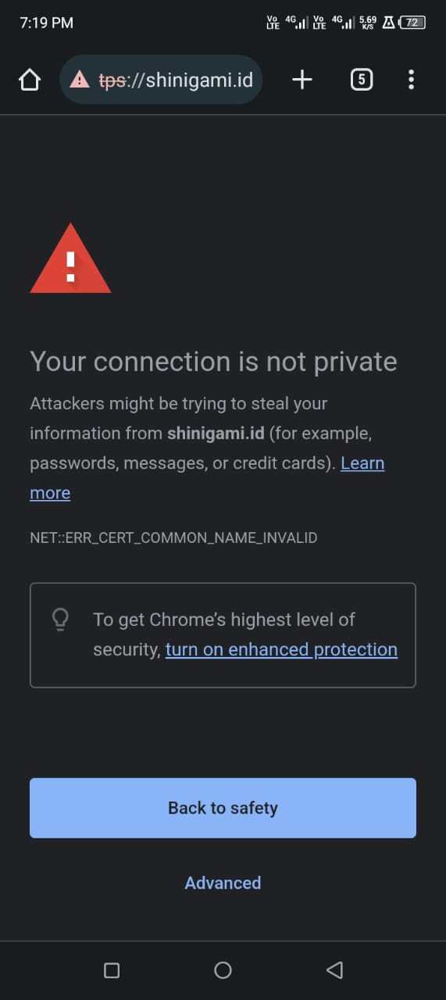 7:19 PM Vo LTE 4G Vo LTE 4G 5.69 K/S 72
tps://shinigami.id 5
Your connection is not private
Attackers might be trying to steal your
information from shinigami.id (for example,
passwords, messages, or credit cards). Learn
more
NET::ERR_CERT_COMMON_NAME_INVALID
To get Chrome’s highest level of
security, turn on enhanced protection
Back to safety
Advanced